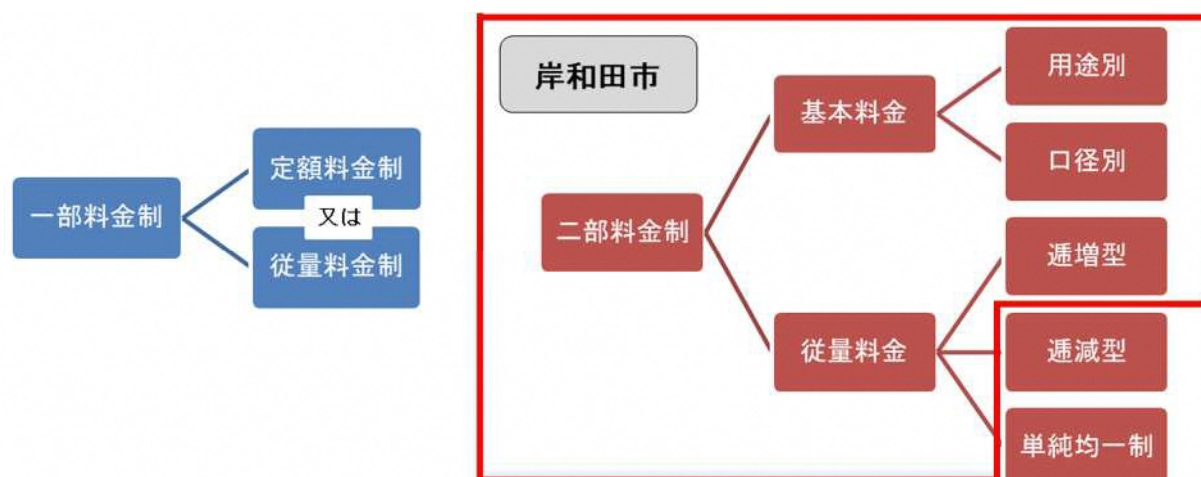 一部料金制
定額料金制
又は
従量料金制
岸和田市
二部料金制
基本料金
用途別
口径別
従量料金
逓増型
逓減型
単純均一制